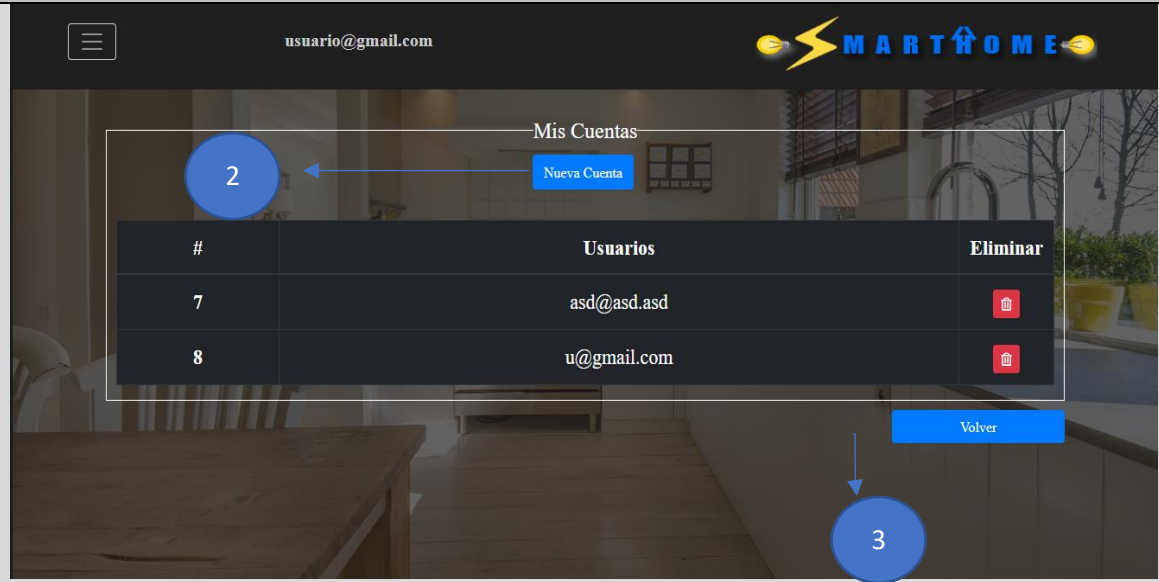 usuario@gmail.com
SMARTHOME
Mis Cuentas
2
Nueva Cuenta
# Usuarios Eliminar
7 asd@asd.asd
8 u@gmail.com
Volver
3